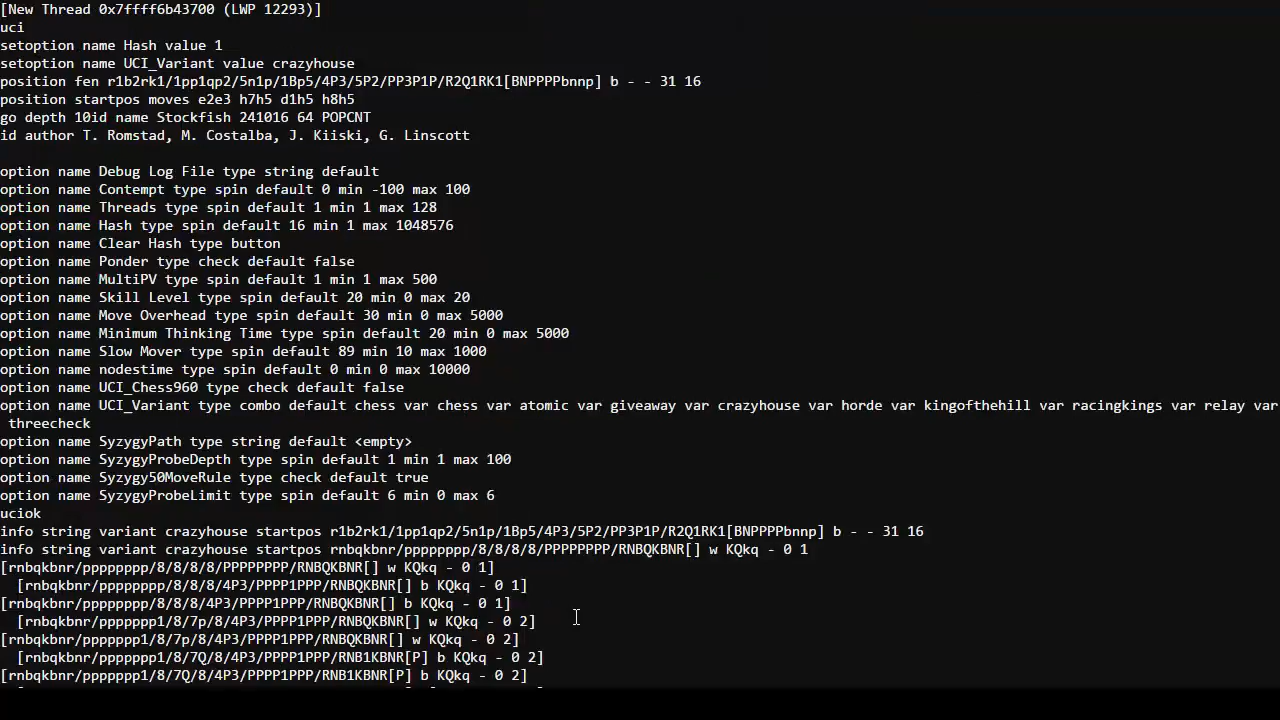 [New Thread 0x7ffff6b43700 (LWP 12293)]
uci
setoption name Hash value 1
setoption name UCI_Variant value crazyhouse
position fen r1b2rk1/1pp1qp2/5n1p/1Bp5/4P3/5P2/PP3P1P/R2Q1RK1[BNPPPPbnnp] b - - 31 16
position startpos moves e2e3 h7h5 d1h5 h8h5
go depth 10id name Stockfish 241016 64 POPCNT
id author T. Romstad, M. Costalba, J. Kiiski, G. Linscott
option name Debug Log File type string default
option name Contempt type spin default 0 min -100 max 100
option name Threads type spin default 1 min 1 max 128
option name Hash type spin default 16 min 1 max 1048576
option name Clear Hash type button
option name Ponder type check default false
option name MultiPV type spin default 1 min 1 max 500
option name Skill Level type spin default 20 min 0 max 20
option name Move Overhead type spin default 30 min 0 max 5000
option name Minimum Thinking Time type spin default 20 min 0 max 5000
option name Slow Mover type spin default 89 min 10 max 1000
option name nodestime type spin default 0 min 0 max 10000
option name UCI_Chess960 type check default false
option name UCI_Variant type combo default chess var chess var atomic var giveaway var crazyhouse var horde var kingofthehill var racingkings var relay var
threecheck
option name SyzygyPath type string default <empty>
option name SyzygyProbeDepth type spin default 1 min 1 max 100
option name Syzygy50MoveRule type check default true
option name SyzygyProbeLimit type spin default 6 min 0 max 6
uciok
info string variant crazyhouse startpos r1b2rk1/1pp1qp2/5n1p/1Bp5/4P3/5P2/PP3P1P/R2Q1RK1[BNPPPPbnnp] b - - 31 16
info string variant crazyhouse startpos rnbqkbnr/pppppppp/8/8/8/8/PPPPPPPP/RNBQKBNR[] w KQkq - 0 1
[rnbqkbnr/pppppppp/8/8/8/8/PPPPPPPP/RNBQKBNR[] w KQkq - 0 1]
[rnbqkbnr/pppppppp/8/8/8/4P3/PPPP1PPP/RNBQKBNR[] b KQkq - 0 1]
[rnbqkbnr/pppppppp/8/8/8/4P3/PPPP1PPP/RNBQKBNR[] b KQkq - 0 1]
[rnbqkbnr/ppppppp1/8/7p/8/4P3/PPPP1PPP/RNBQKBNR[] w KQkq - 0 2]
[rnbqkbnr/ppppppp1/8/7p/8/4P3/PPPP1PPP/RNBQKBNR[] w KQkq - 0 2]
[rnbqkbnr/ppppppp1/8/7Q/8/4P3/PPPP1PPP/RNB1KBNR[P] b KQkq - 0 2]
[rnbqkbnr/ppppppp1/8/7Q/8/4P3/PPPP1PPP/RNB1KBNR[P] b KQkq - 0 2]